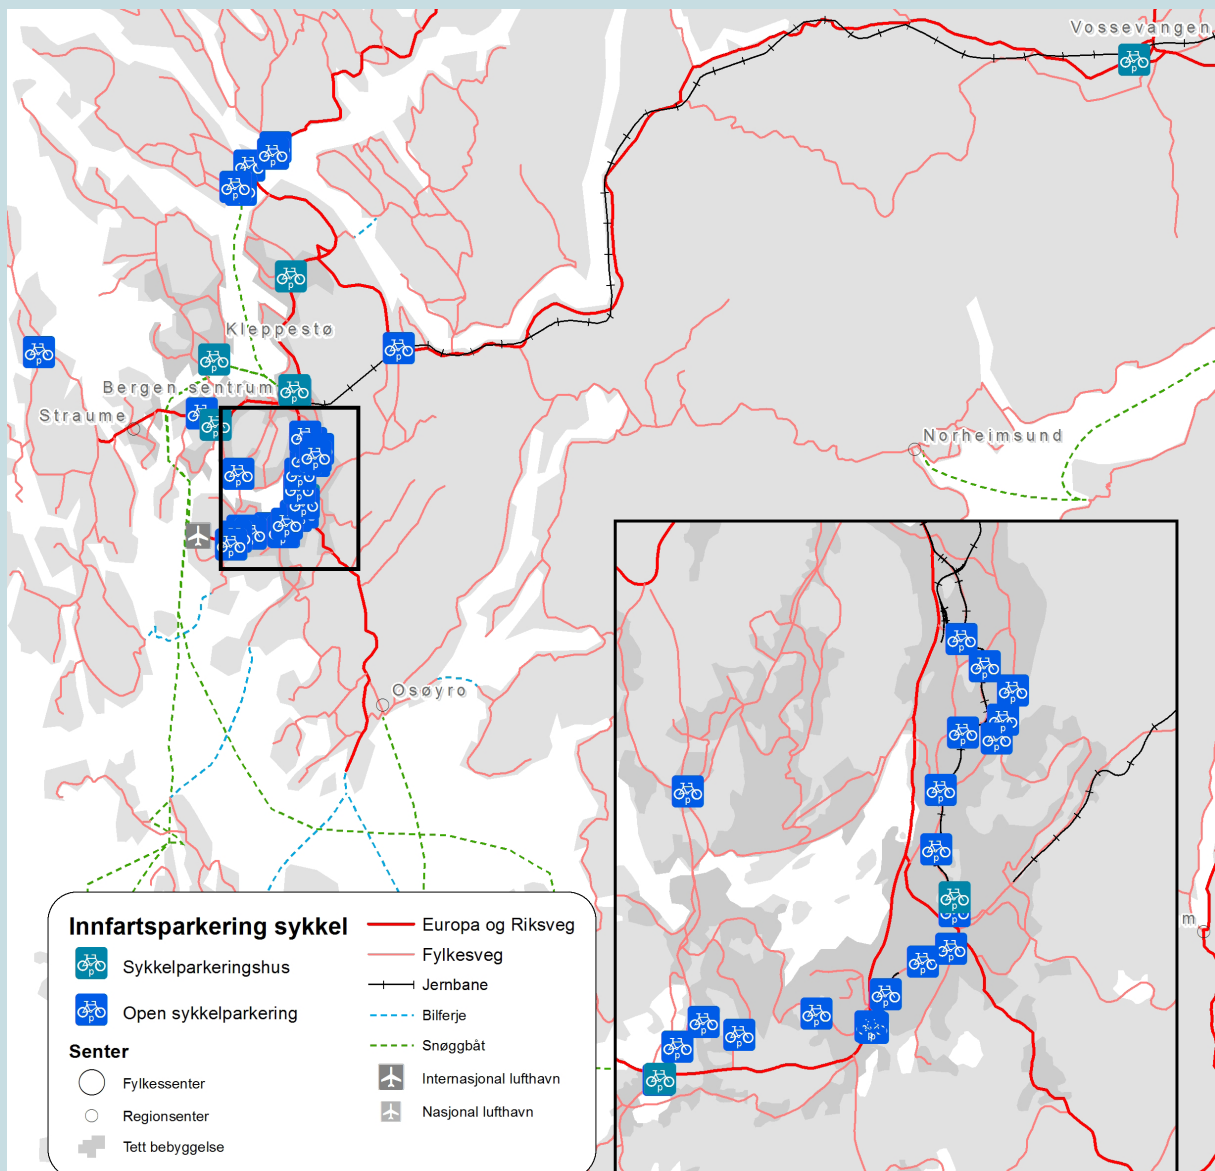 Vossevangen
Kleppestø
Bergen sentrum
Straume
Norheimsund
Osøyro
m
Innfartsparkering sykkel
Sykkelparkeringshus
Open sykkelparkering
Senter
Fylkessenter
Regionsenter
Tett bebyggelse
Europa og Riksveg
Fylkesveg
Jernbane
Bilferje
Snøggbåt
Internasjonal lufthavn
Nasjonal lufthavn